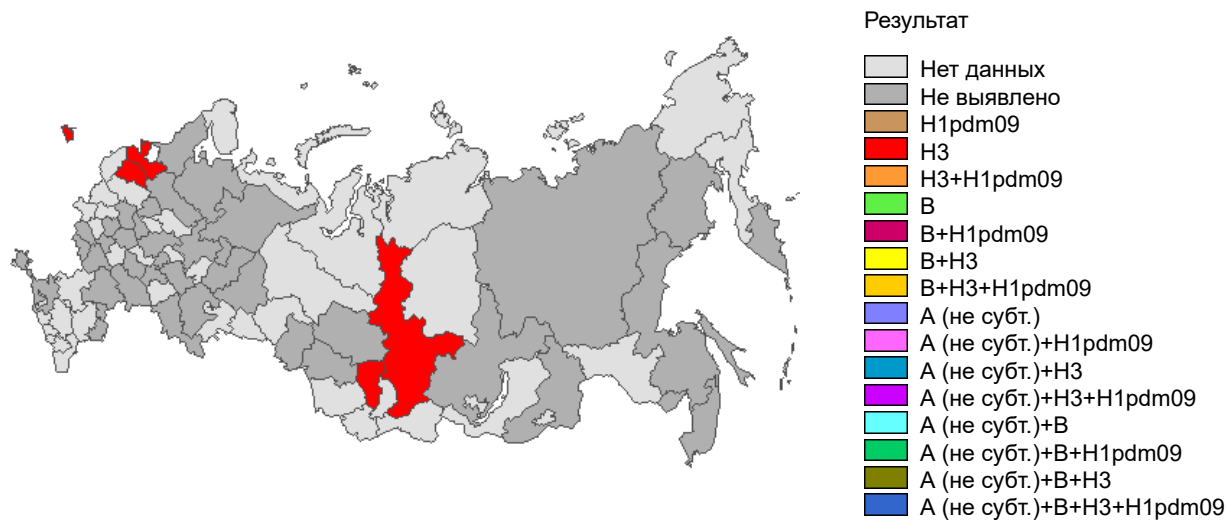 Результат
Нет данных
Не выявлено
H1pdm09
H3
H3+H1pdm09
B
B+H1pdm09
B+H3
B+H3+H1pdm09
А (не субт.)
А (не субт.)+H1pdm09
А (не субт.)+H3
А (не субт.)+H3+H1pdm09
А (не субт.)+B
А (не субт.)+B+H1pdm09
А (не субт.)+B+H3
А (не субт.)+B+H3+H1pdm09